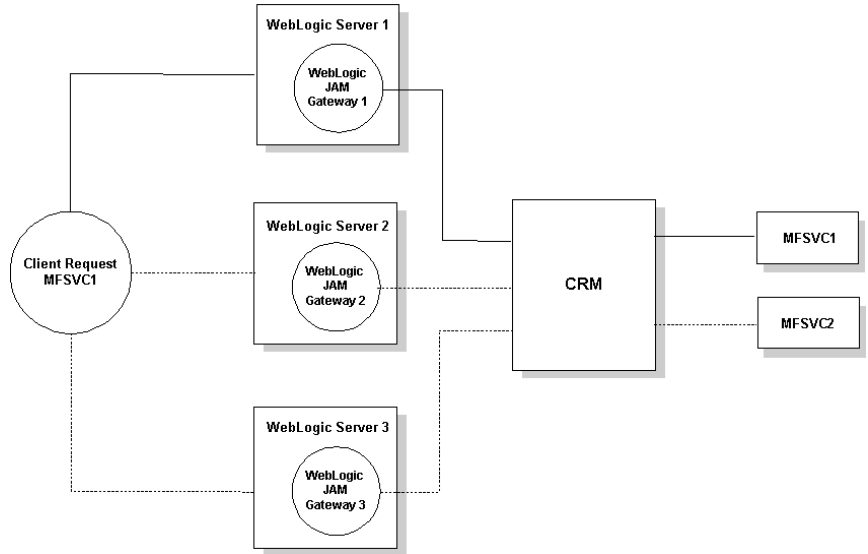 WebLogic Server 1
WebLogic
JAM
Gateway 1
WebLogic Server 2
Client Request
MFSVC1
WebLogic
JAM
Gateway 2
CRM
MFSVC1
MFSVC2
WebLogic Server 3
WebLogic
JAM
Gateway 3